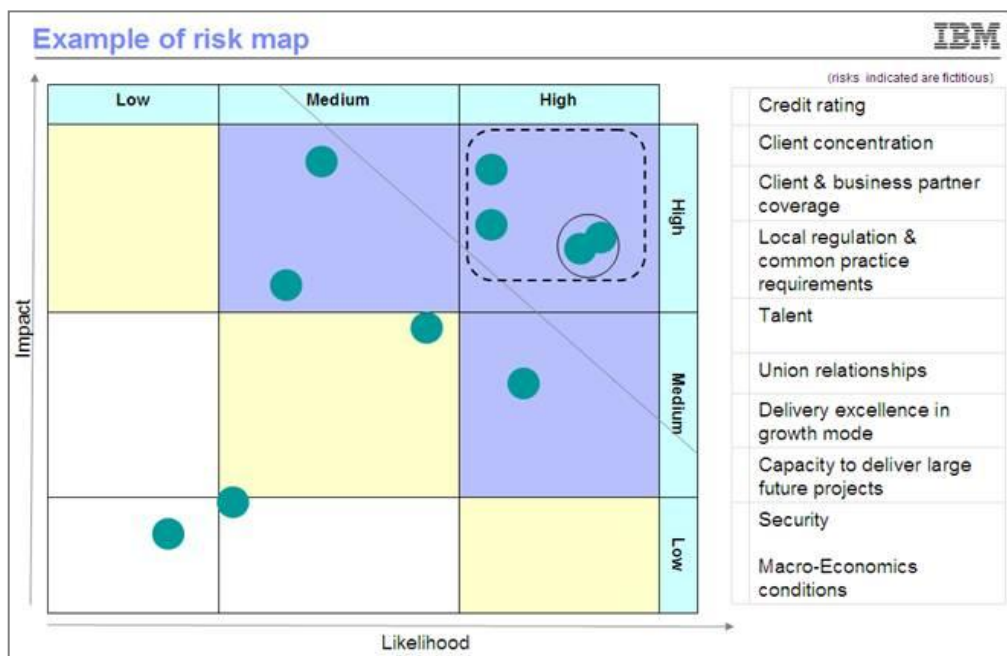 Example of risk map
IBM
(risks indicated are fictitious)
Low
Medium
High
High
Medium
Low
Impact
Likelihood
Credit rating
Client concentration
Client & business partner
coverage
Local regulation &
common practice
requirements
Talent
Union relationships
Delivery excellence in
growth mode
Capacity to deliver large
future projects
Security
Macro-Economics
conditions